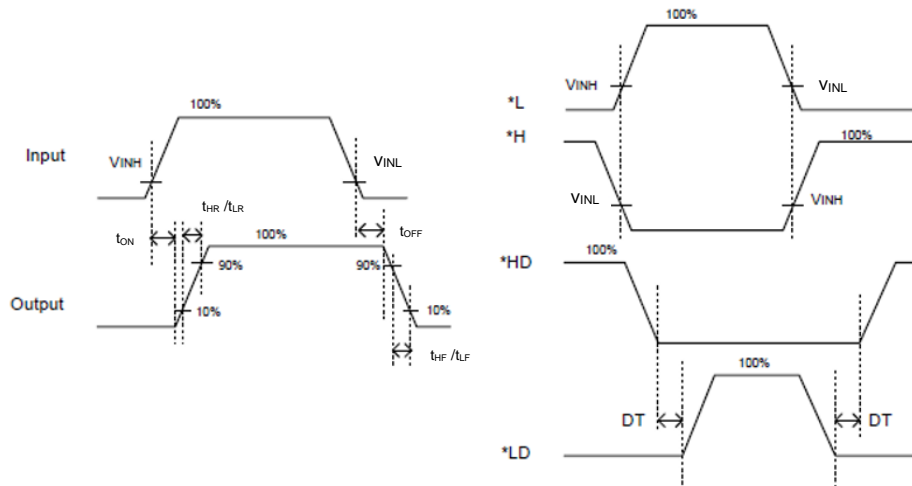 100%
Input
VINH
VINL
tHR /tLR
tON
100%
tOFF
90%
90%
Output
10%
10%
tHF /tLF
100%
VINH
VINL
*L
*H
100%
VINL
VINH
*HD
100%
100%
DT
DT
*LD